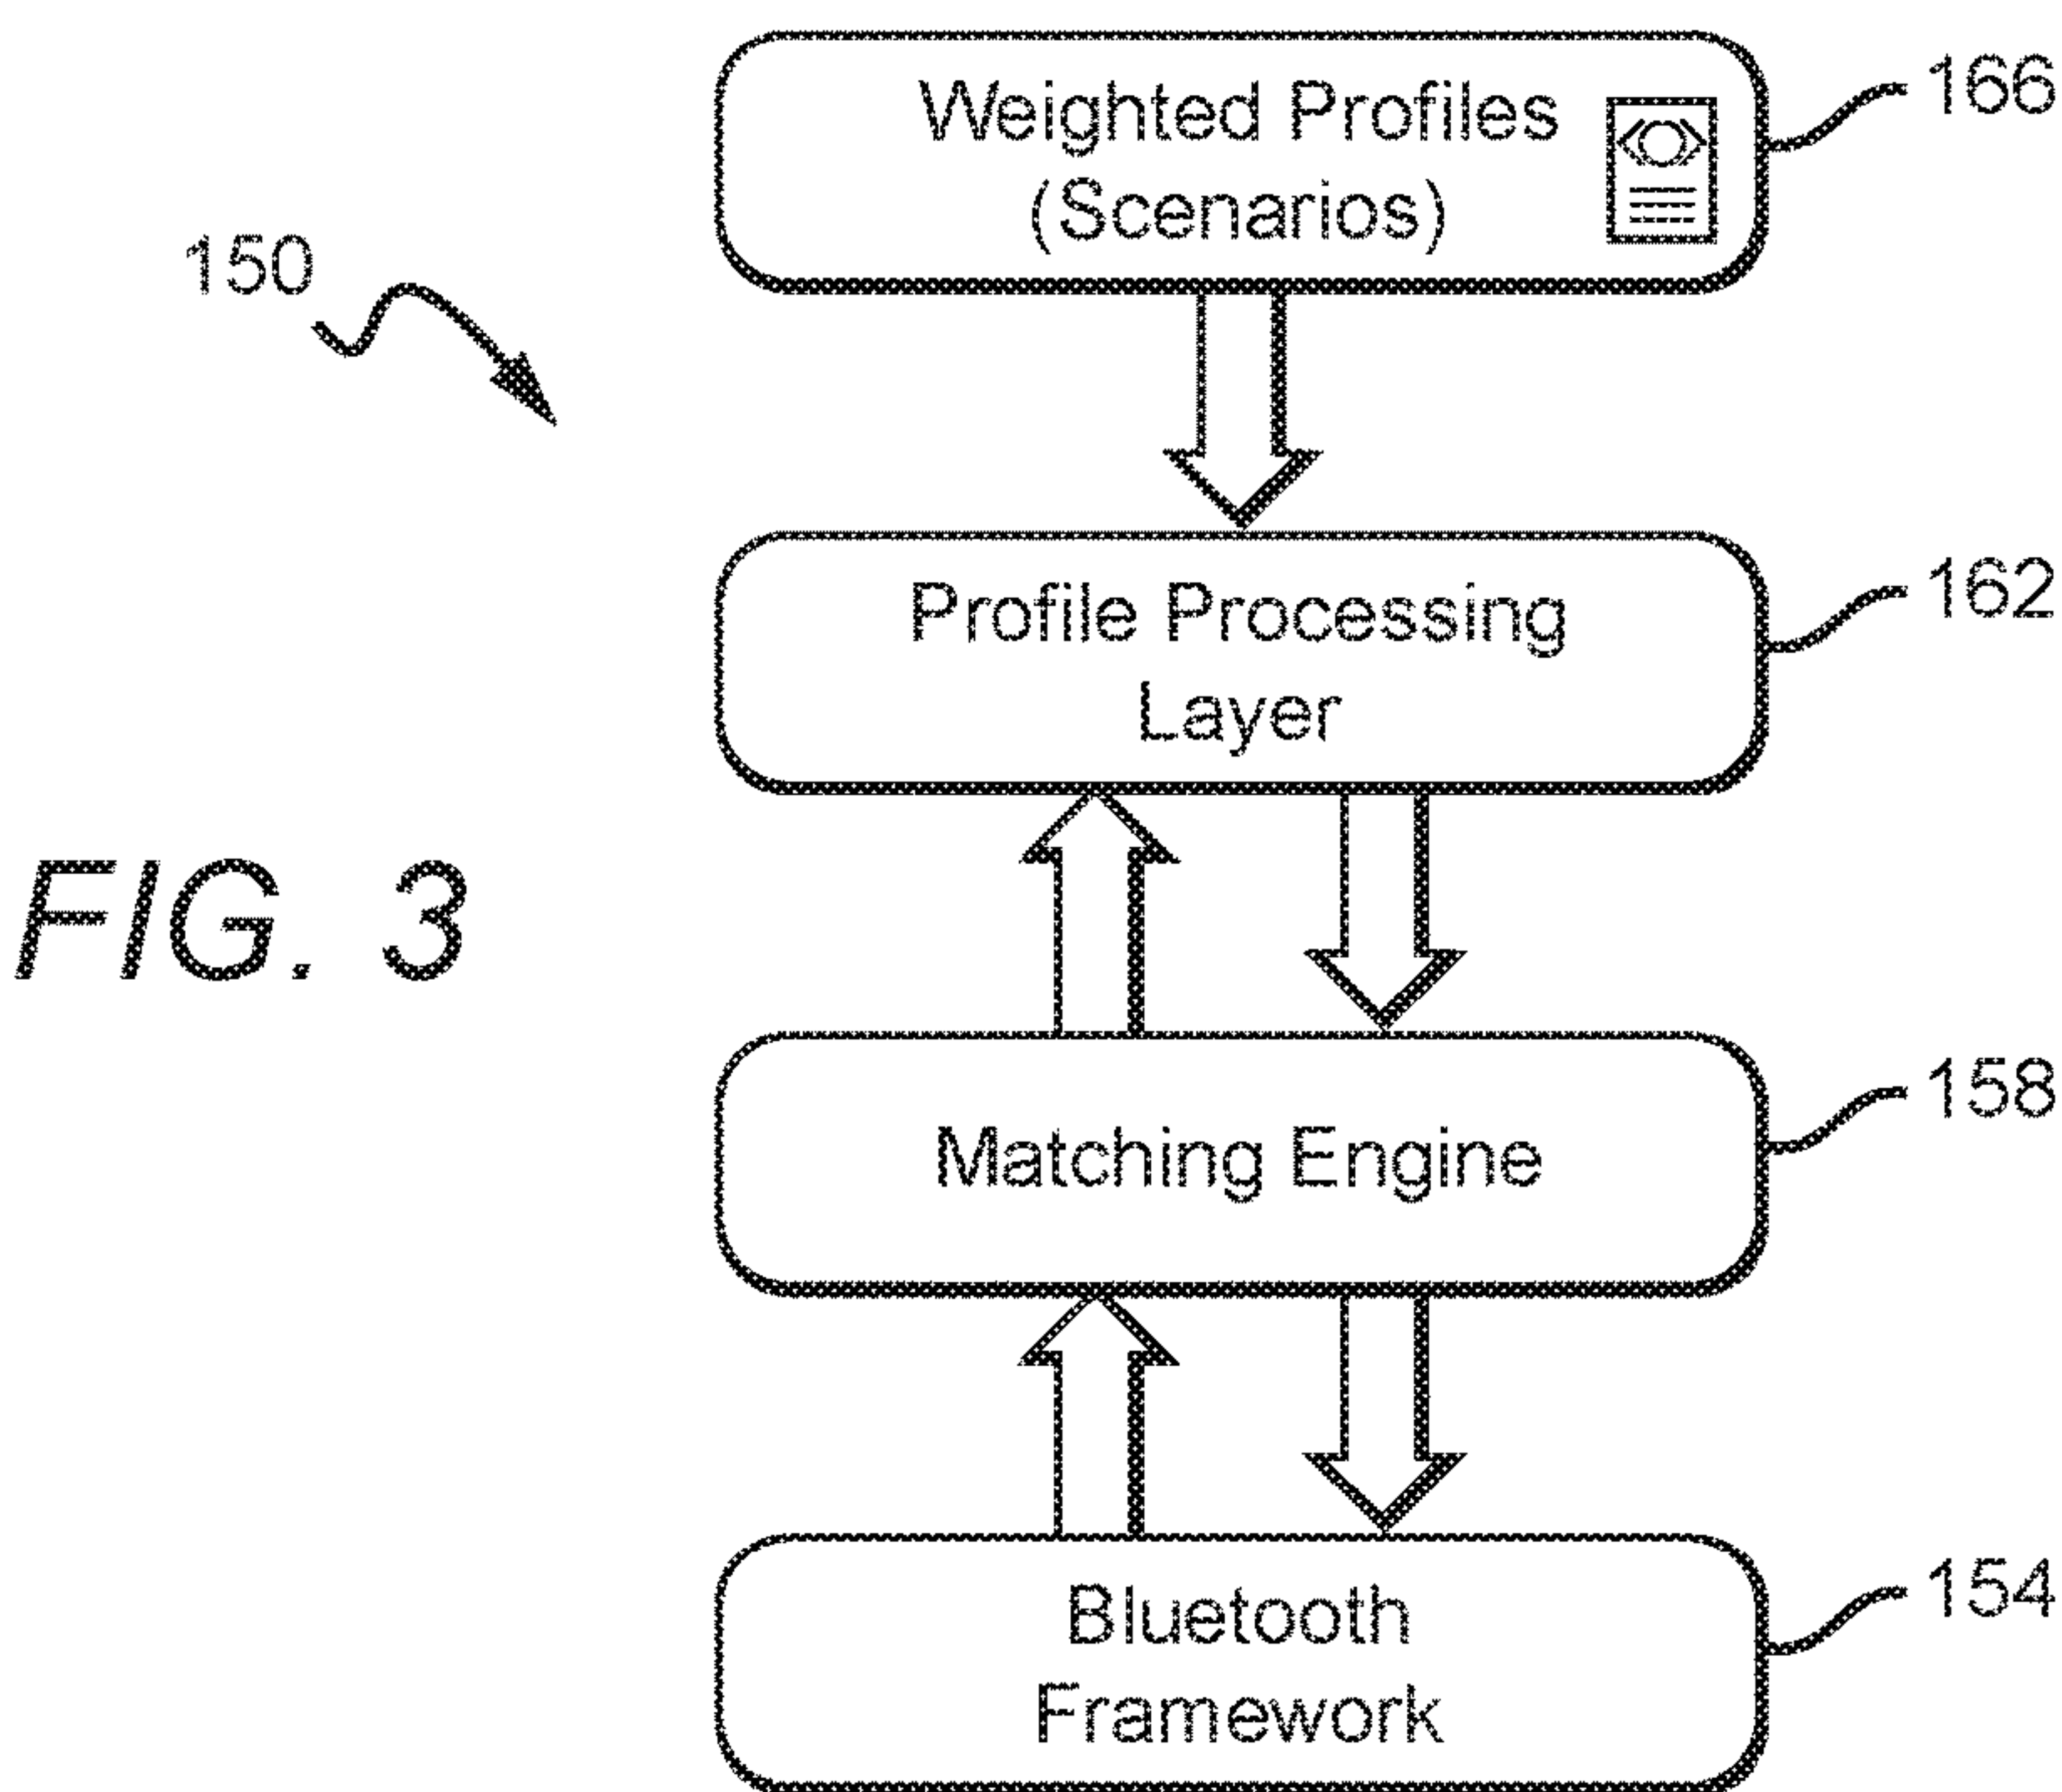 Weighted Profiles
(Scenarios)
166
150
Profile Processing
Layer
162
FIG. 3
Matching Engine
158
Bluetooth
Framework
154